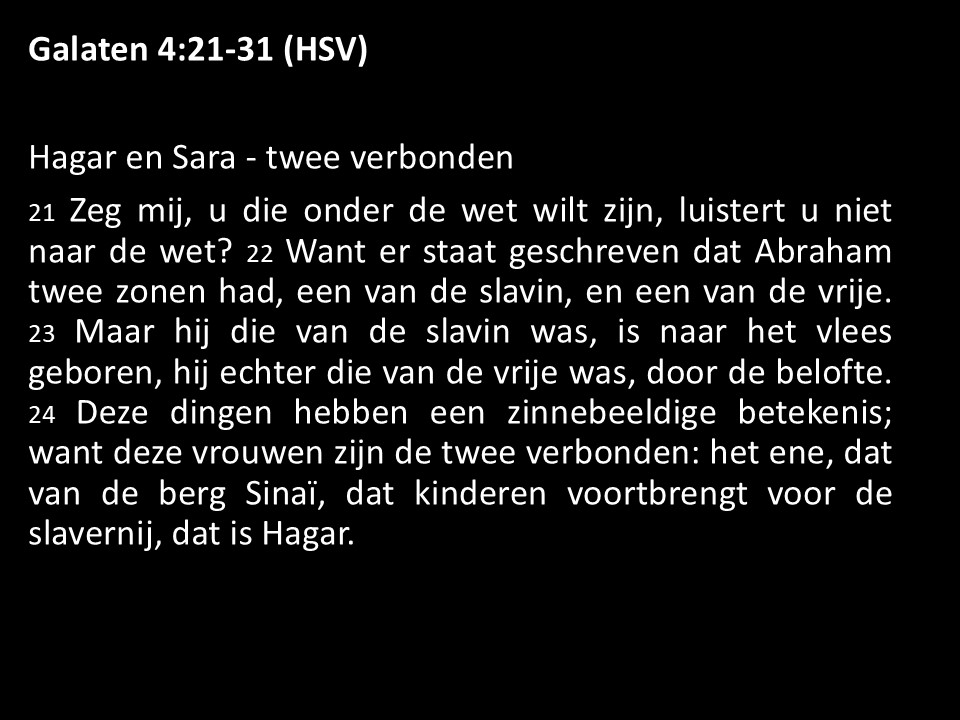 Galaten 4:21-31 (HSV)
Hagar en Sara - twee verbonden
21 Zeg mij, u die onder de wet wilt zijn, luistert u niet
naar de wet? 22 Want er staat geschreven dat Abraham
twee zonen had, een van de slavin, en een van de vrije.
23 Maar hij die van de slavin was, is naar het vlees
geboren, hij echter die van de vrije was, door de belofte.
24 Deze dingen hebben een zinnebeeldige betekenis;
want deze vrouwen zijn de twee verbonden: het ene, dat
van de berg Sinaï, dat kinderen voortbrengt voor de
slavernij, dat is Hagar.